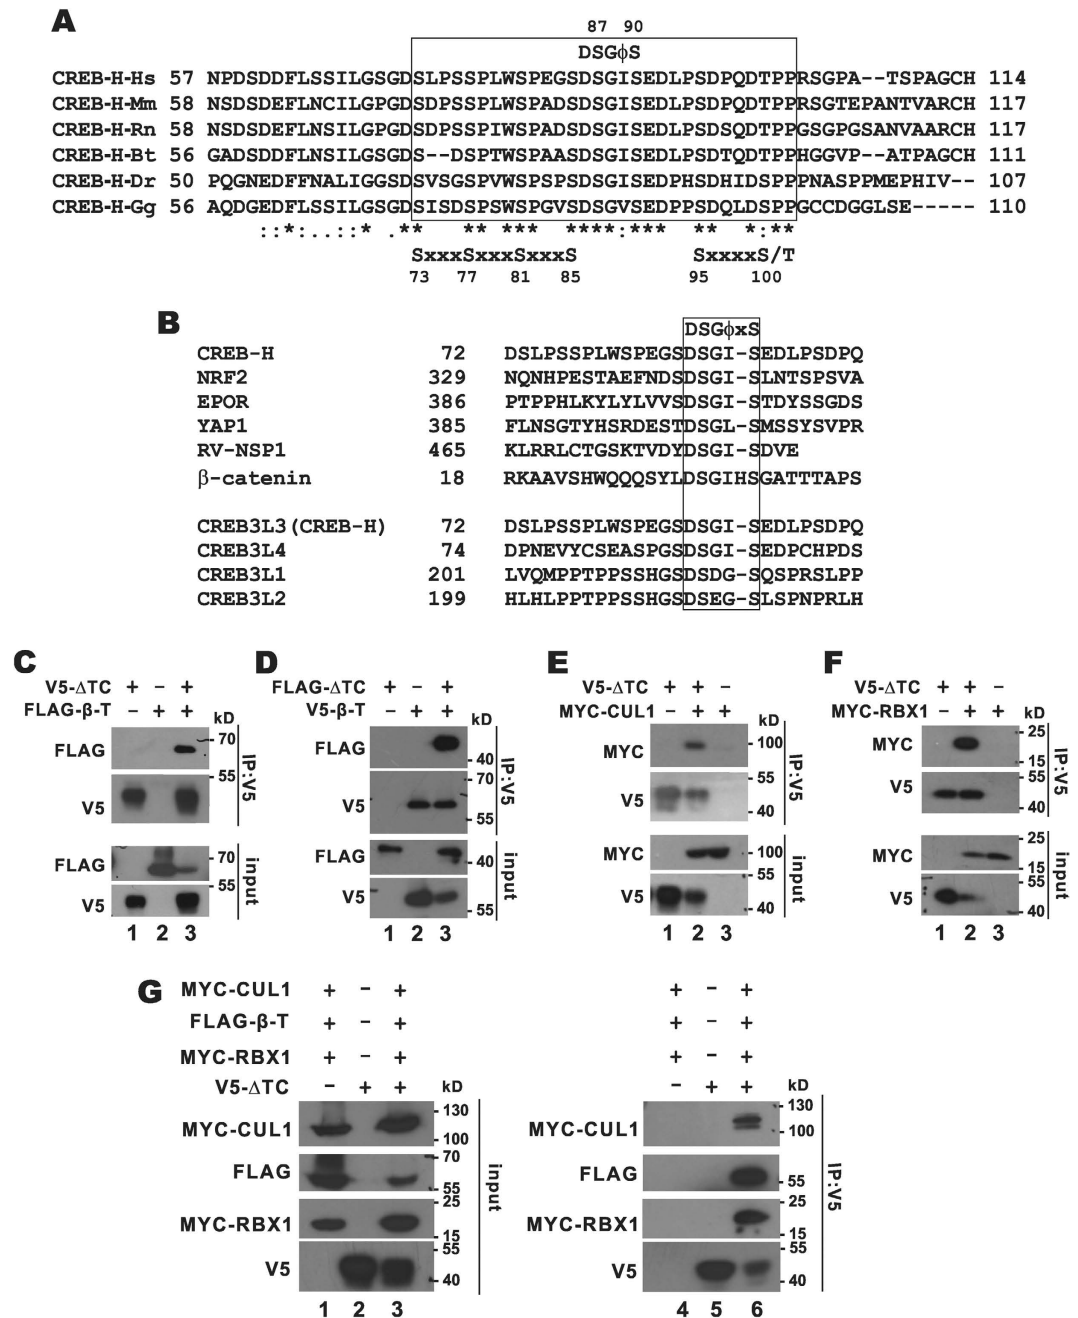 A
87 90
DSGϕS
CREB-H-Hs 57 NPDSDDFLSSILGSGDSLPSSPLWSPEGSDSGISEDLPSDPQDTPPRSGPA--TSPAGCH 114
CREB-H-Mm 58 NSDSDEFLNCILGPGDSDPSSPLWSPADSDSGISEDLPSDPQDTPPRSGTEPANTVARCH 117
CREB-H-Rn 58 NSDSDEFLNSILGPGDSDPSSPIWSPADSDSGISEDLPSDSQDTPPGSGPGSANVAARCH 117
CREB-H-Bt 56 GADSDDFLNSILGSGDS--DSPTWSPAASDSGISEDLPSDTQDTPPHGGVP--ATPAGCH 111
CREB-H-Dr 50 PQGNEDFFNALIGGSDSVSGSPVWSPSPSDSGISEDPHSDHIDSPPPNASPPMEPHIV-- 107
CREB-H-Gg 56 AQDGEDFLSSILGSGDSISDSPSWSPGVSDSGVSEDPPSDQLDSPPGCCDGGLSE----- 110
::*:..::* .** ** *** ****:*** ** *:**
SxxxSxxxSxxxS SxxxxS/T
73 77 81 85 95 100
B
DSGϕxS
CREB-H 72 DSLPSSPLWSPEGSDSGI-SEDLPSDPQ
NRF2 329 NQNHPESTAEFNDSDSGI-SLNTSPSVA
EPOR 386 PTPPHLKYLYLVVSDSGI-STDYSSGDS
YAP1 385 FLNSGTYHSRDESTDSGL-SMSSYSVPR
RV-NSP1 465 KLRRLCTGSKTVDYDSGI-SDVE
β-catenin 18 RKAAVSHWQQQSYLDSGIHSGATTTAPS
CREB3L3(CREB-H) 72 DSLPSSPLWSPEGSDSGI-SEDLPSDPQ
CREB3L4 74 DPNEVYCSEASPGSDSGI-SEDPCHPDS
CREB3L1 201 LVQMPPTPPSSHGSDSDG-SQSPRSLPP
CREB3L2 199 HLHLPPTPPSSHGSDSEG-SLSPNPRLH
C
V5-ΔTC + − +
FLAG-β-T − + + kD
FLAG 70
55
V5
IP:V5
FLAG 70
55
V5
input
1 2 3
D
FLAG-ΔTC + − +
V5-β-T − + + kD
FLAG 40
70
V5 55
IP:V5
FLAG 40
V5 55
input
1 2 3
E
V5-ΔTC + + −
MYC-CUL1 − + + kD
MYC 100
55
V5 40
IP:V5
MYC 100
55
V5 40
input
1 2 3
F
V5-ΔTC + + −
MYC-RBX1 − + + kD
25
MYC 15
55
V5 40
IP:V5
25
MYC 15
55
V5 40
input
1 2 3
G
MYC-CUL1 + − + + − +
FLAG-β-T + − + + − +
MYC-RBX1 + − + + − +
V5-ΔTC − + + kD − + + kD
130
MYC-CUL1 100
70
FLAG 55
25
MYC-RBX1 15
55
V5 40
input
1 2 3
130
MYC-CUL1 100
FLAG 55
25
MYC-RBX1 15
55
V5 40
IP:V5
4 5 6